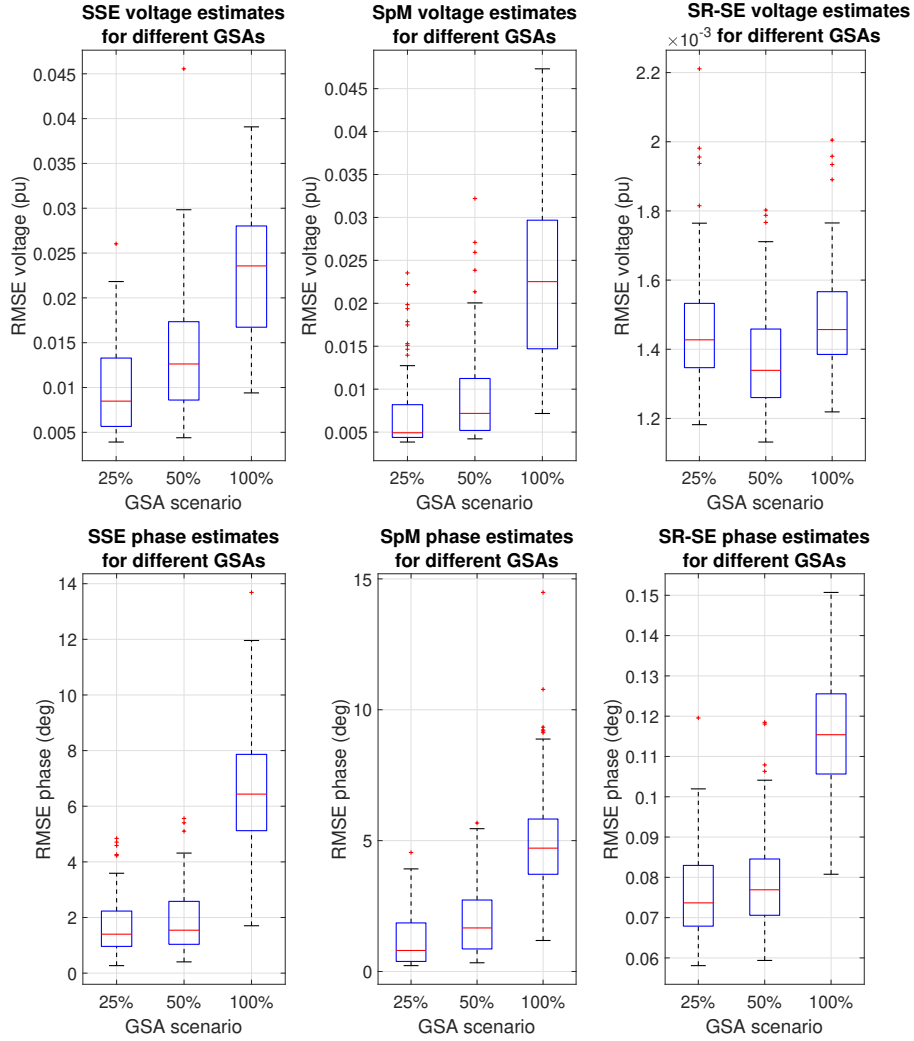 SSE voltage estimates
for different GSAs
RMSE voltage (pu)
0.045
0.04
0.035
0.03
0.025
0.02
0.015
0.01
0.005
25% 50% 100%
GSA scenario
SpM voltage estimates
for different GSAs
RMSE voltage (pu)
0.045
0.04
0.035
0.03
0.025
0.02
0.015
0.01
0.005
25% 50% 100%
GSA scenario
SR-SE voltage estimates
×10⁻³ for different GSAs
RMSE voltage (pu)
2.2
2
1.8
1.6
1.4
1.2
25% 50% 100%
GSA scenario
SSE phase estimates
for different GSAs
RMSE phase (deg)
14
12
10
8
6
4
2
0
25% 50% 100%
GSA scenario
SpM phase estimates
for different GSAs
RMSE phase (deg)
15
10
5
0
25% 50% 100%
GSA scenario
SR-SE phase estimates
for different GSAs
RMSE phase (deg)
0.15
0.14
0.13
0.12
0.11
0.1
0.09
0.08
0.07
0.06
25% 50% 100%
GSA scenario